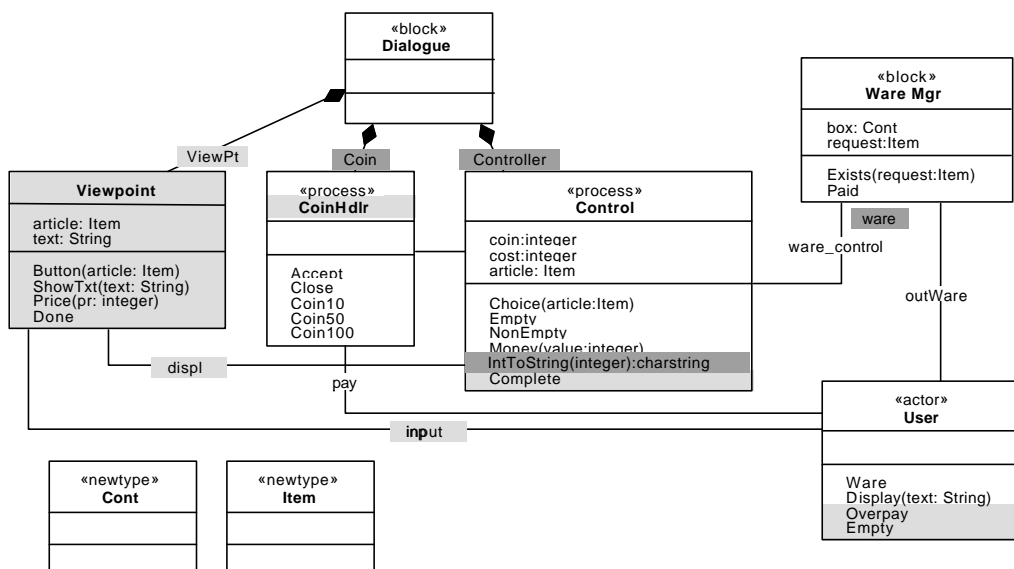 «block»
Dialogue
«block»
Ware Mgr
box: Cont
request:Item
Exists(request:Item)
Paid
ViewPt
Coin
Controller
Viewpoint
article: Item
text: String
Button(article: Item)
ShowTxt(text: String)
Price(pr: integer)
Done
«process»
CoinHdlr
Accept
Close
Coin10
Coin50
Coin100
«process»
Control
coin:integer
cost:integer
article: Item
Choice(article:Item)
Empty
NonEmpty
Money(value:integer)
IntToString(integer):charstring
Complete
ware
ware_control
outWare
displ
pay
input
«actor»
User
Ware
Display(text: String)
Overpay
Empty
«newtype»
Cont
«newtype»
Item